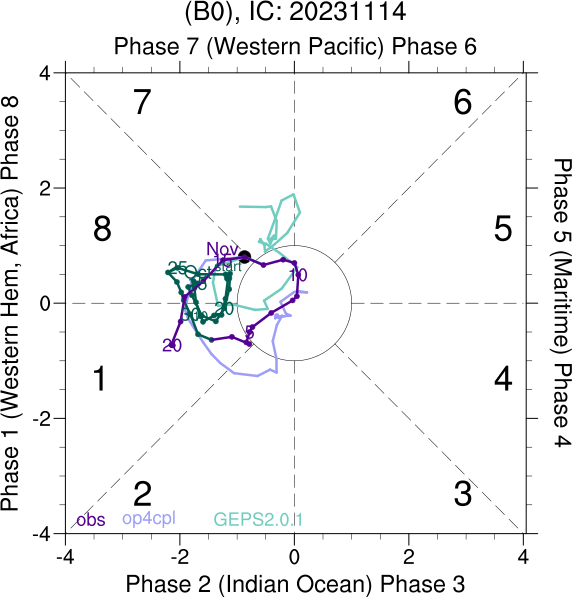 (B0), IC: 20231114
Phase 7 (Western Pacific) Phase 6
4
7
6
Phase 1 (Western Hem, Africa) Phase 8
Phase 5 (Maritime) Phase 4
2
8
5
Nov
start
25
Oct
10
0
20
30
5
20
1
4
-2
2
3
obs
op4cpl
GEPS2.0.1
-4
-4
-2
0
2
4
Phase 2 (Indian Ocean) Phase 3